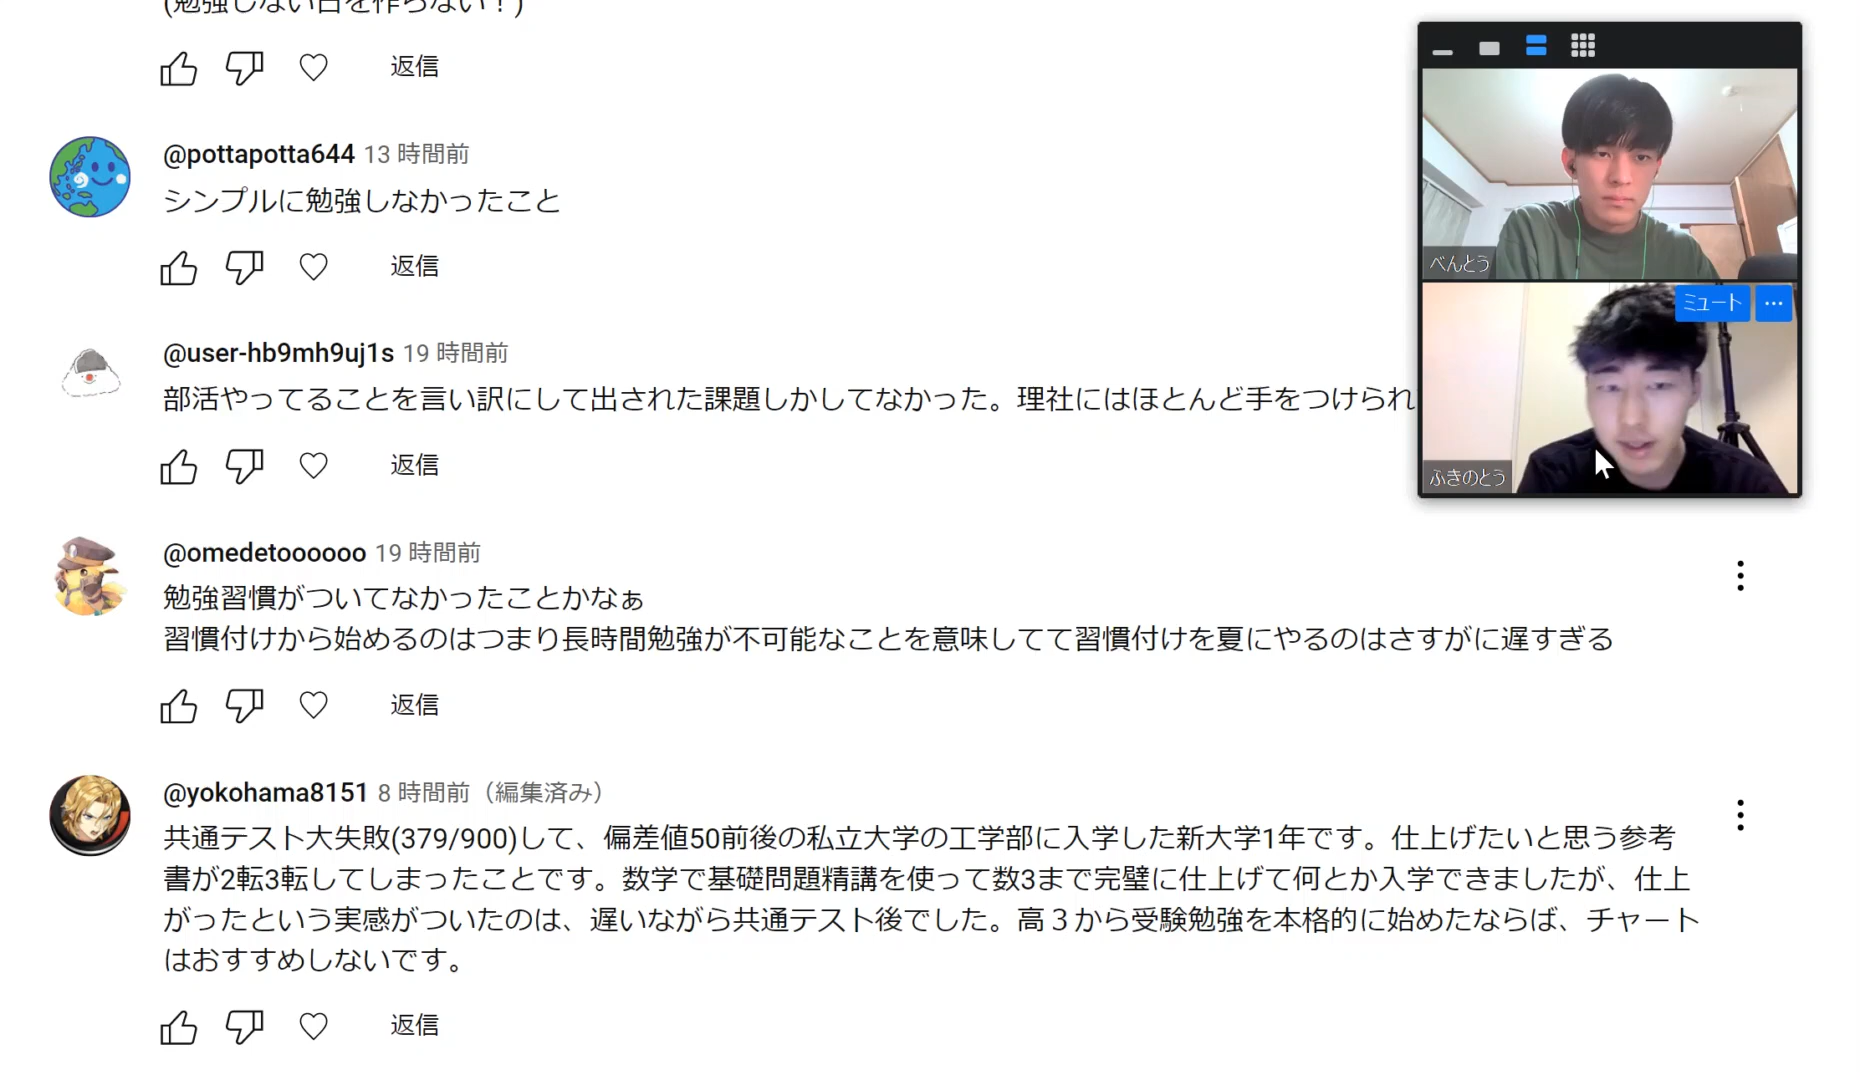 (勉強しない日を作らない！)
返信
@pottapotta644 13 時間前
シンプルに勉強しなかったこと
返信
@user-hb9mh9uj1s 19 時間前
部活やってることを言い訳にして出された課題しかしてなかった。理社にはほとんど手をつけられ
返信
@omedetoooooo 19 時間前
勉強習慣がついてなかったことかなぁ
習慣付けから始めるのはつまり長時間勉強が不可能なことを意味してて習慣付けを夏にやるのはさすがに遅すぎる
返信
@yokohama8151 8 時間前（編集済み）
共通テスト大失敗(379/900)して、偏差値50前後の私立大学の工学部に入学した新大学1年です。仕上げたいと思う参考
書が2転3転してしまったことです。数学で基礎問題精講を使って数3まで完璧に仕上げて何とか入学できましたが、仕上
がったという実感がついたのは、遅いながら共通テスト後でした。高３から受験勉強を本格的に始めたならば、チャート
はおすすめしないです。
返信
べんとう
ミュート
ふきのとう